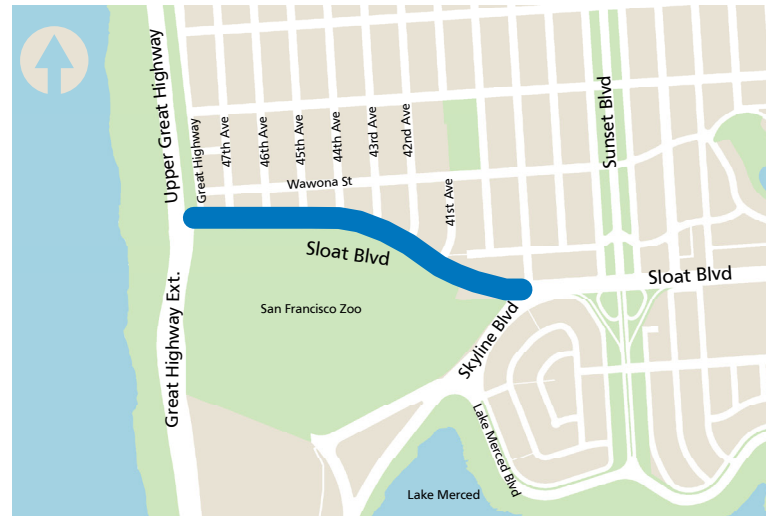 Upper Great Highway
Great Highway
47th Ave
46th Ave
45th Ave
44th Ave
43rd Ave
42nd Ave
Sunset Blvd
Wawona St
41st Ave
Sloat Blvd
Sloat Blvd
Great Highway Ext.
San Francisco Zoo
Skyline Blvd
Lake Merced Blvd
Lake Merced